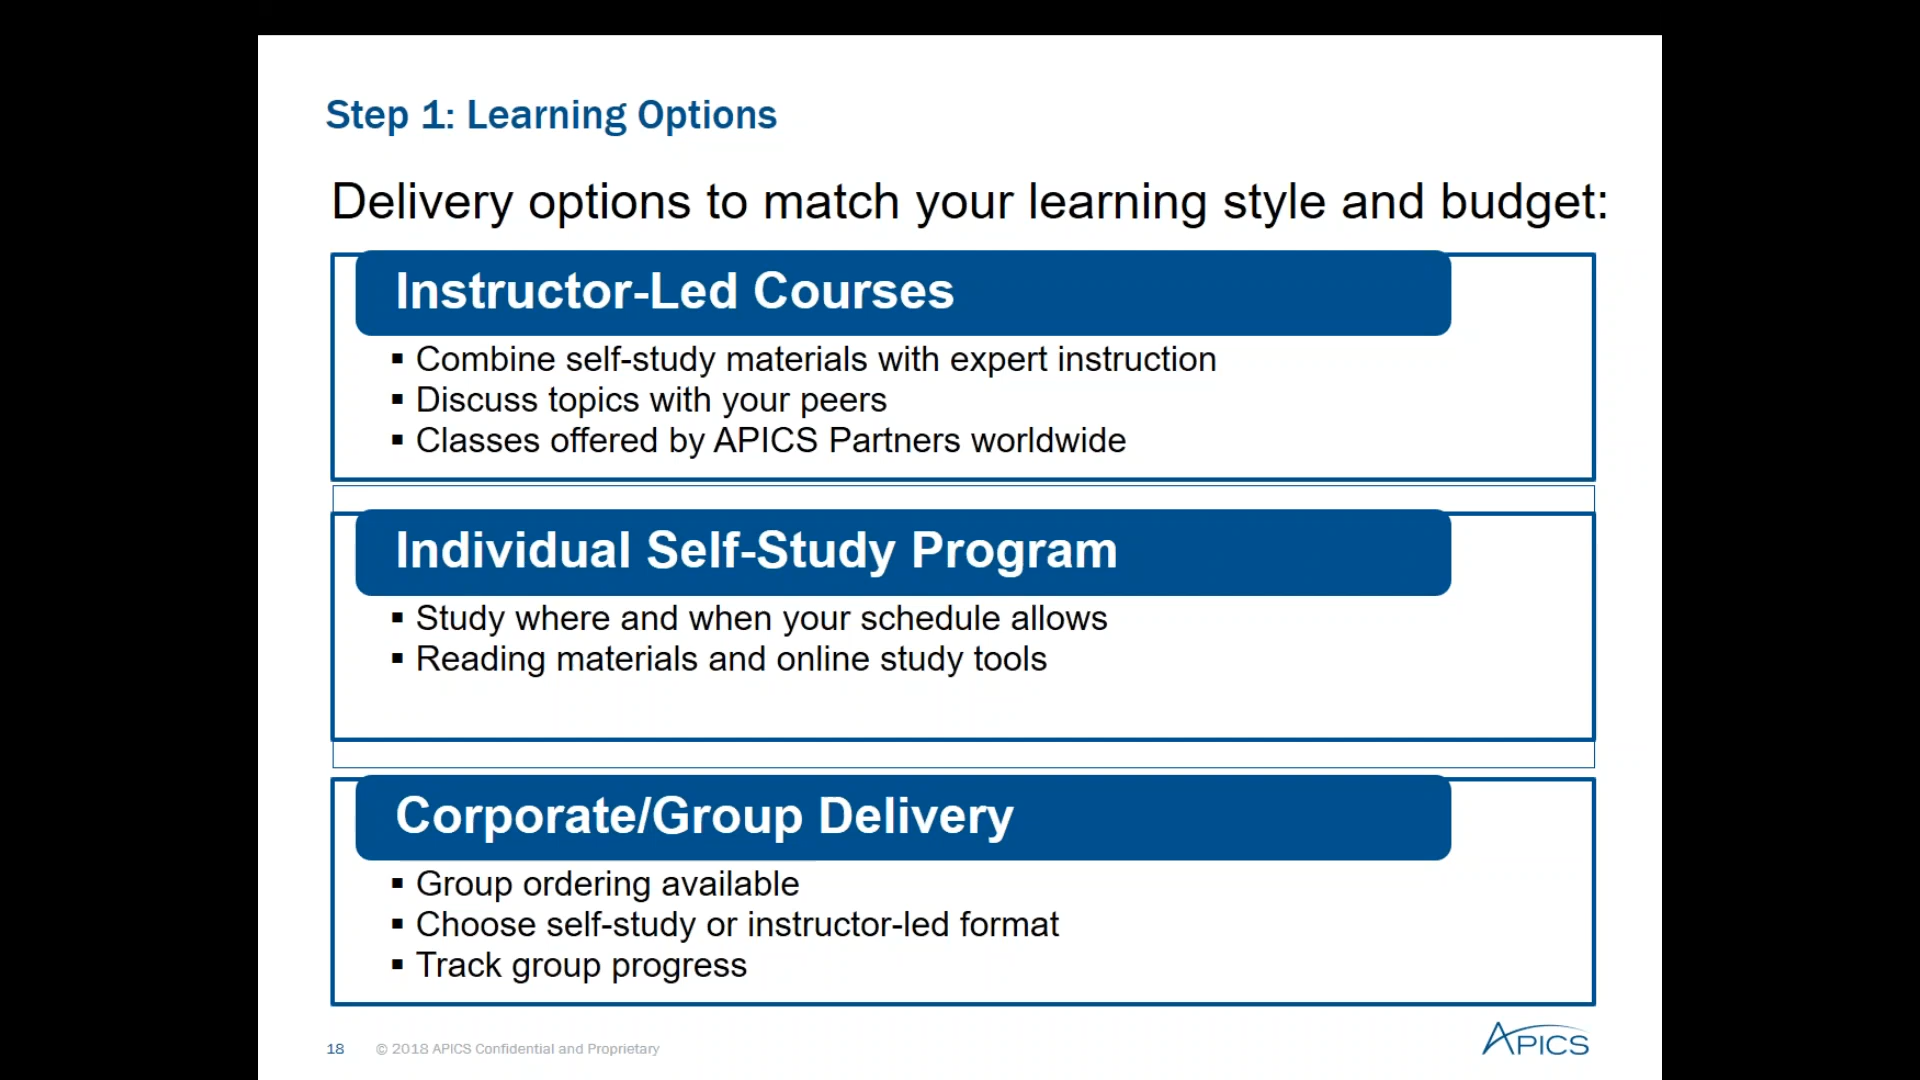 Step 1: Learning Options
Delivery options to match your learning style and budget:
Instructor-Led Courses
▪ Combine self-study materials with expert instruction
▪ Discuss topics with your peers
▪ Classes offered by APICS Partners worldwide
Individual Self-Study Program
▪ Study where and when your schedule allows
▪ Reading materials and online study tools
Corporate/Group Delivery
▪ Group ordering available
▪ Choose self-study or instructor-led format
▪ Track group progress
18 © 2018 APICS Confidential and Proprietary
APICS